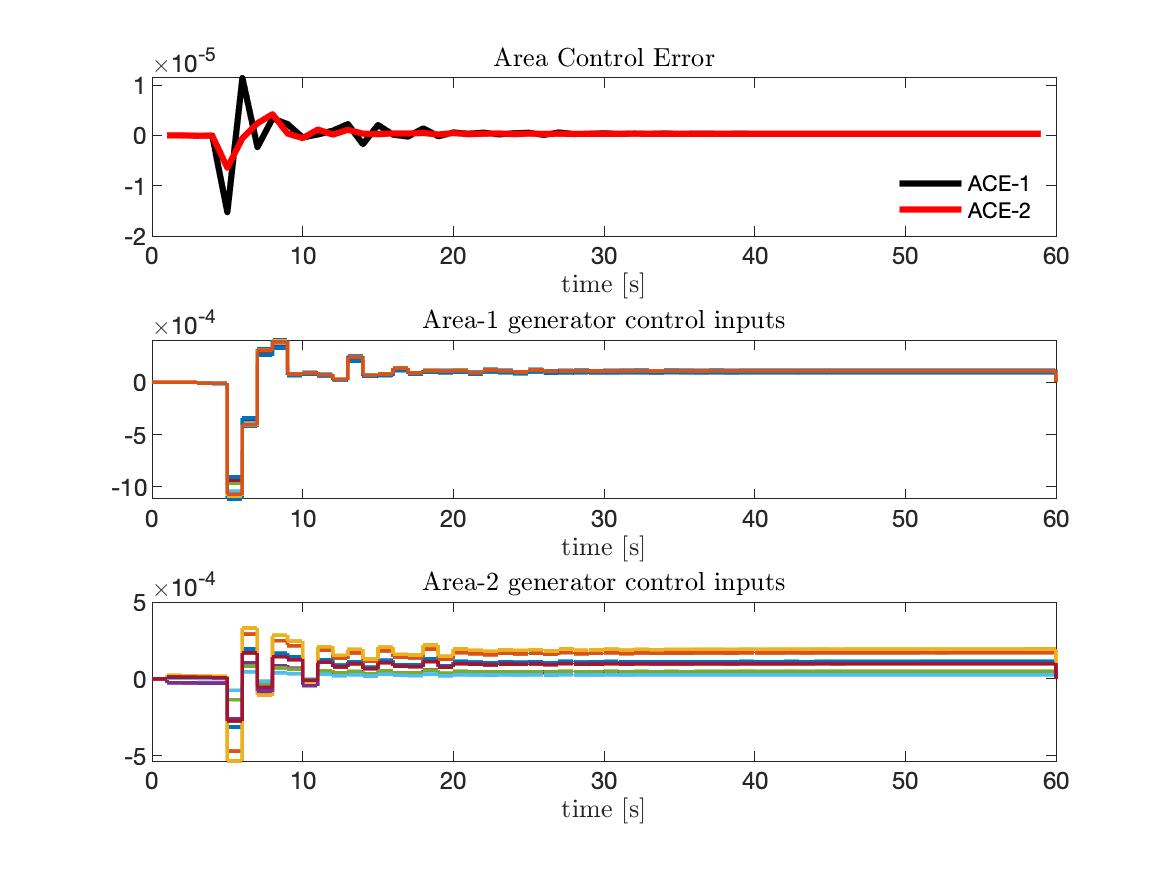 Area Control Error
×10-5
1
0
-1
-2
ACE-1
ACE-2
0 10 20 30 40 50 60
time [s]
Area-1 generator control inputs
×10-4
0
-5
-10
0 10 20 30 40 50 60
time [s]
Area-2 generator control inputs
×10-4
5
0
-5
0 10 20 30 40 50 60
time [s]